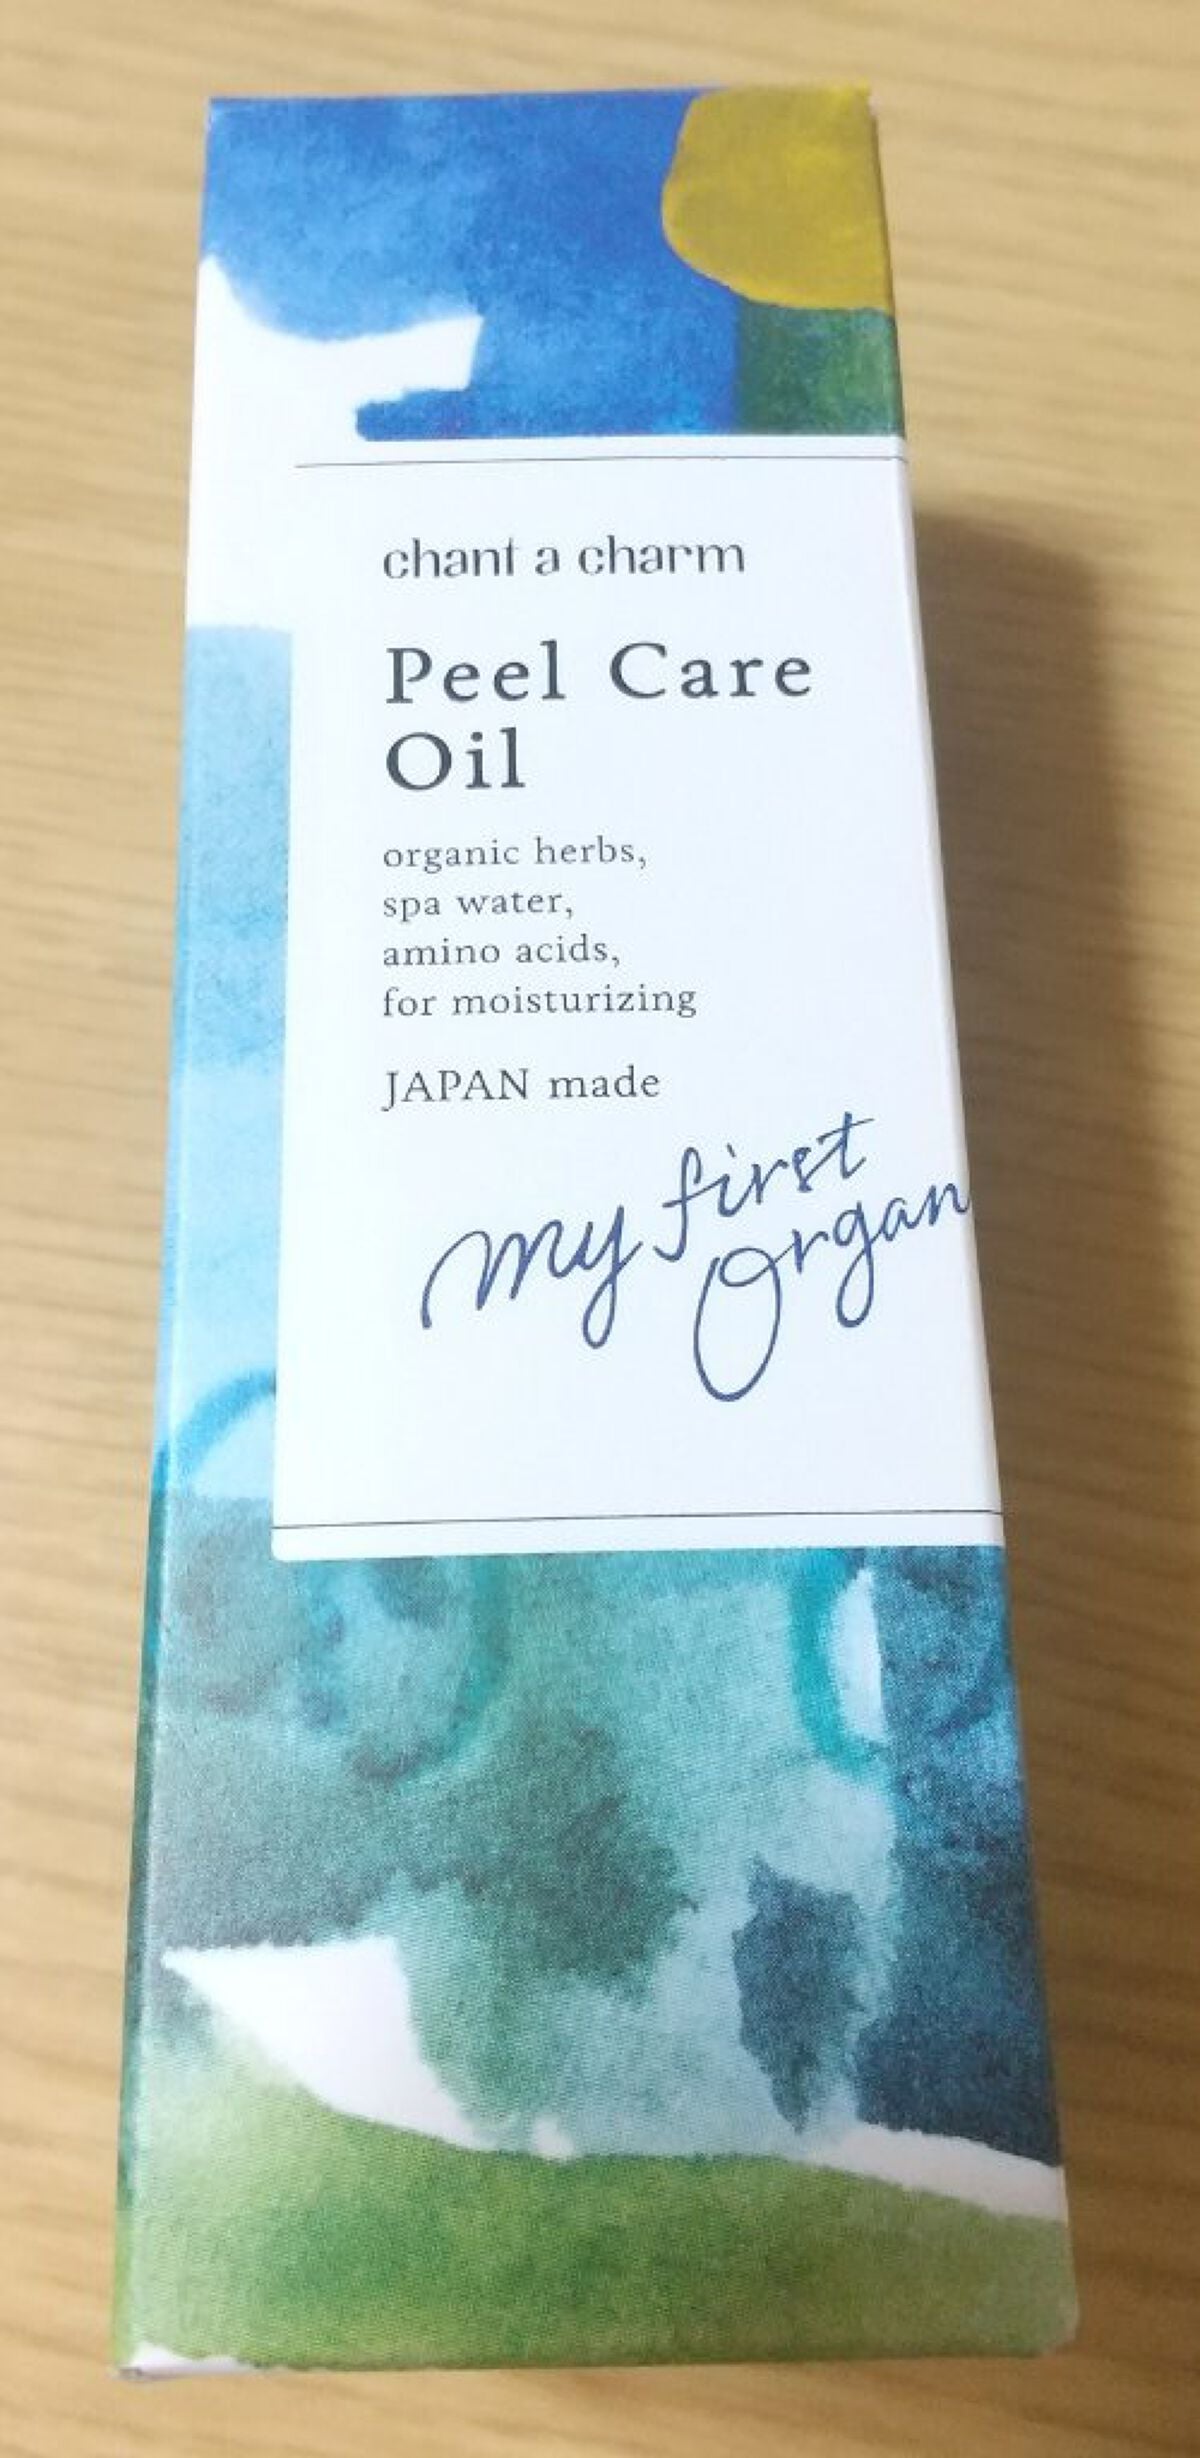 chant a charm
Peel Care
Oil
organic herbs,
spa water,
amino acids,
for moisturizing
JAPAN made
my first
Organ